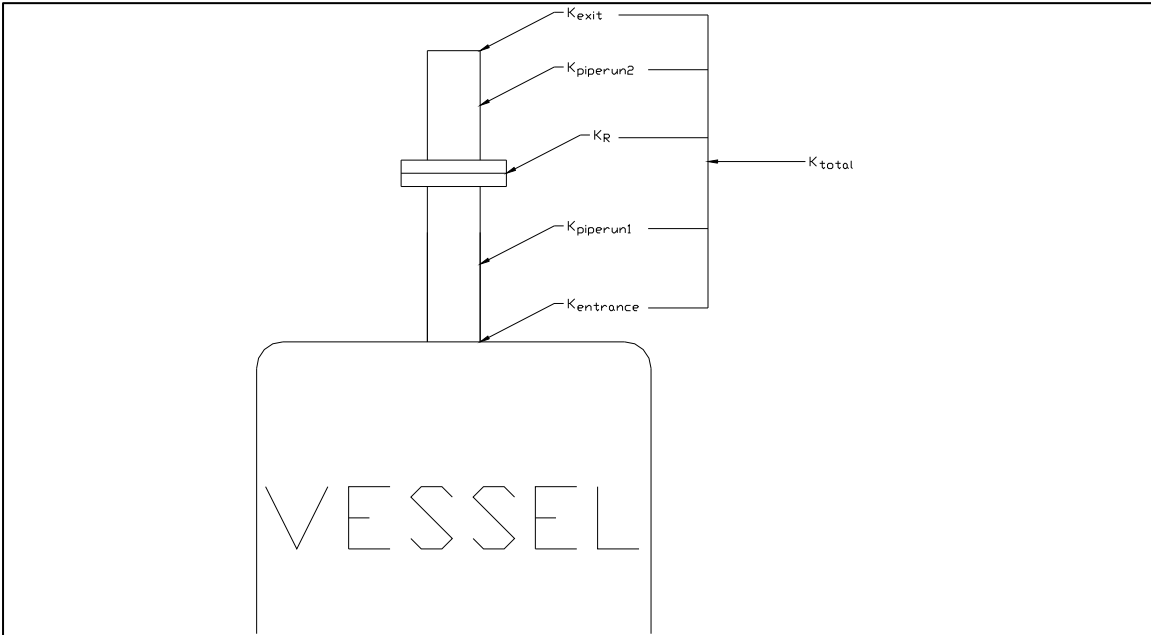 Kexit
Kpiperun2
KR
Ktotal
Kpiperun1
Kentrance
VESSEL